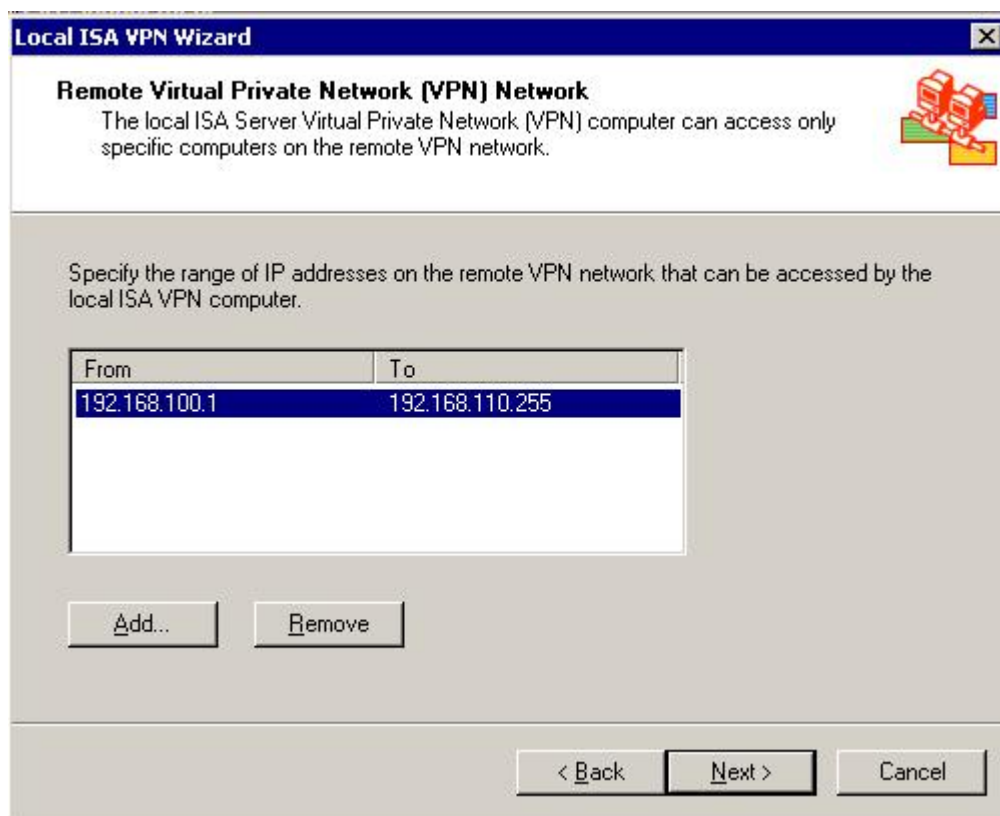 Local ISA VPN Wizard
Remote Virtual Private Network (VPN) Network
The local ISA Server Virtual Private Network (VPN) computer can access only
specific computers on the remote VPN network.
Specify the range of IP addresses on the remote VPN network that can be accessed by the
local ISA VPN computer.
From To
192.168.100.1 192.168.110.255
Add... Remove
< Back Next > Cancel